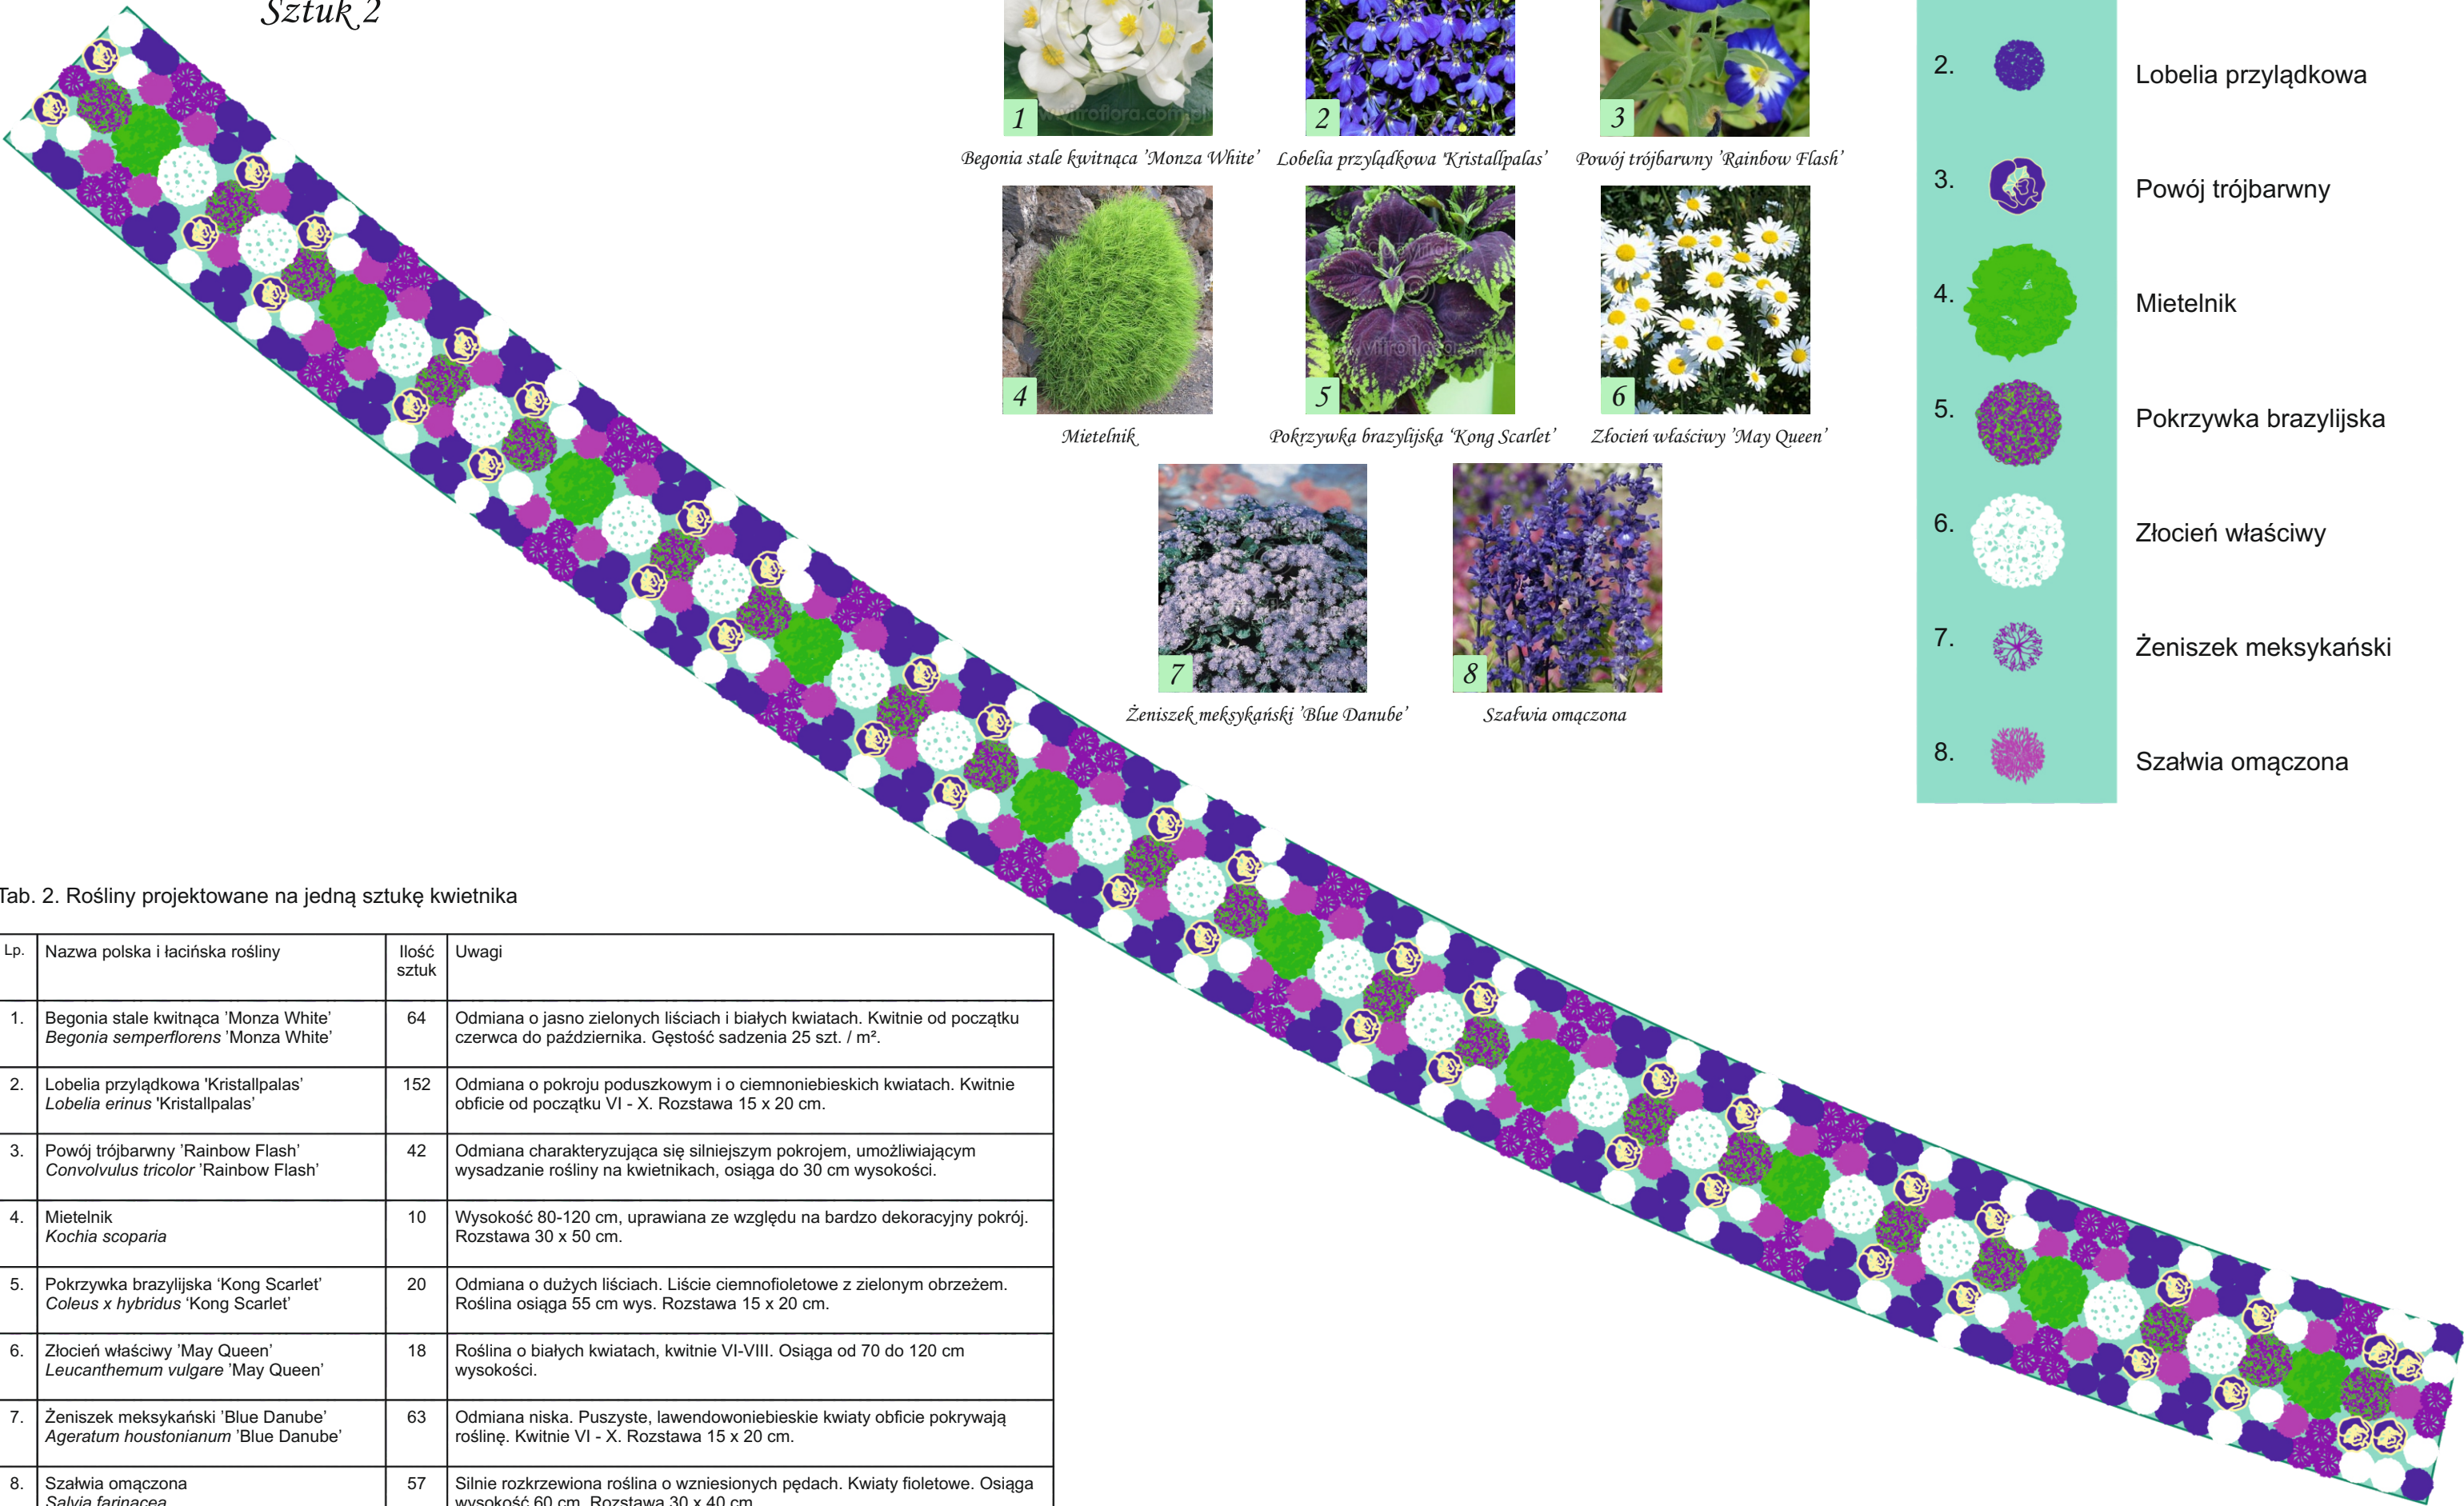 Sztuk 2
1
2
3
www.vitroflora.com.pl
Begonia stale kwitnąca 'Monza White'
Lobelia przylądkowa 'Kristallpalas'
Powój trójbarwny 'Rainbow Flash'
4
5
6
Mietelnik
Pokrzywka brazylijska ‘Kong Scarlet’
Złocień właściwy 'May Queen'
7
8
Żeniszek meksykański 'Blue Danube'
Szałwia omączona
2. Lobelia przylądkowa
3. Powój trójbarwny
4. Mietelnik
5. Pokrzywka brazylijska
6. Złocień właściwy
7. Żeniszek meksykański
8. Szałwia omączona
Tab. 2. Rośliny projektowane na jedną sztukę kwietnika
Lp. Nazwa polska i łacińska rośliny Ilość Uwagi
sztuk
1. Begonia stale kwitnąca ’Monza White’ 64 Odmiana o jasno zielonych liściach i białych kwiatach. Kwitnie od początku
Begonia semperflorens ’Monza White’ czerwca do października. Gęstość sadzenia 25 szt. / m².
2. Lobelia przylądkowa 'Kristallpalas’ 152 Odmiana o pokroju poduszkowym i o ciemnoniebieskich kwiatach. Kwitnie
Lobelia erinus 'Kristallpalas’ obficie od początku VI - X. Rozstawa 15 x 20 cm.
3. Powój trójbarwny ’Rainbow Flash’ 42 Odmiana charakteryzująca się silniejszym pokrojem, umożliwiającym
Convolvulus tricolor ’Rainbow Flash’ wysadzanie rośliny na kwietnikach, osiąga do 30 cm wysokości.
4. Mietelnik 10 Wysokość 80-120 cm, uprawiana ze względu na bardzo dekoracyjny pokrój.
Kochia scoparia Rozstawa 30 x 50 cm.
5. Pokrzywka brazylijska ‘Kong Scarlet’ 20 Odmiana o dużych liściach. Liście ciemnofioletowe z zielonym obrzeżem.
Coleus x hybridus ‘Kong Scarlet’ Roślina osiąga 55 cm wys. Rozstawa 15 x 20 cm.
6. Złocień właściwy ’May Queen’ 18 Roślina o białych kwiatach, kwitnie VI-VIII. Osiąga od 70 do 120 cm
Leucanthemum vulgare ’May Queen’ wysokości.
7. Żeniszek meksykański ’Blue Danube’ 63 Odmiana niska. Puszyste, lawendowoniebieskie kwiaty obficie pokrywają
Ageratum houstonianum ’Blue Danube’ roślinę. Kwitnie VI - X. Rozstawa 15 x 20 cm.
8. Szałwia omączona 57 Silnie rozkrzewiona roślina o wzniesionych pędach. Kwiaty fioletowe. Osiąga
Salvia farinacea wysokość 60 cm. Rozstawa 30 x 40 cm.